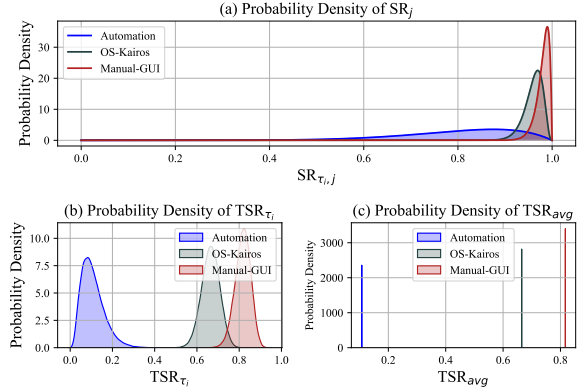 (a) Probability Density of SRj
Probability Density
30
20
10
0
Automation
OS-Kairos
Manual-GUI
0.0 0.2 0.4 0.6 0.8 1.0
SRτi, j
(b) Probability Density of TSRτi
Probability Density
10.0
7.5
5.0
2.5
0.0
Automation
OS-Kairos
Manual-GUI
0.0 0.2 0.4 0.6 0.8 1.0
TSRτi
(c) Probability Density of TSRavg
Probability Density
3000
2000
1000
0
Automation
OS-Kairos
Manual-GUI
0.2 0.4 0.6 0.8
TSRavg